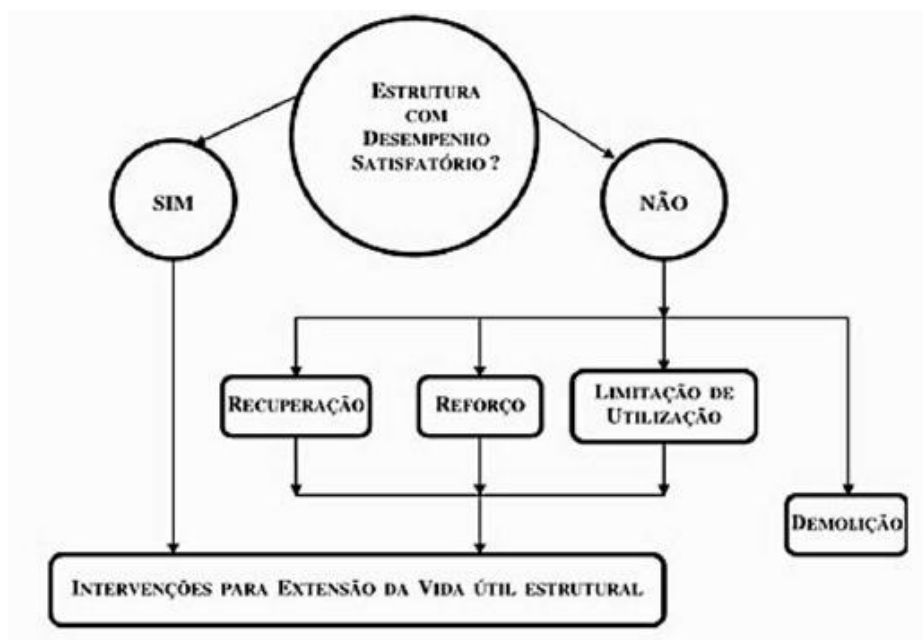 ESTRUTURA
COM
DESEMPENHO
SATISFATÓRIO ?
SIM
NÃO
RECUPERAÇÃO
REFORÇO
LIMITAÇÃO DE
UTILIZAÇÃO
DEMOLIÇÃO
INTERVENÇÕES PARA EXTENSÃO DA VIDA ÚTIL ESTRUTURAL